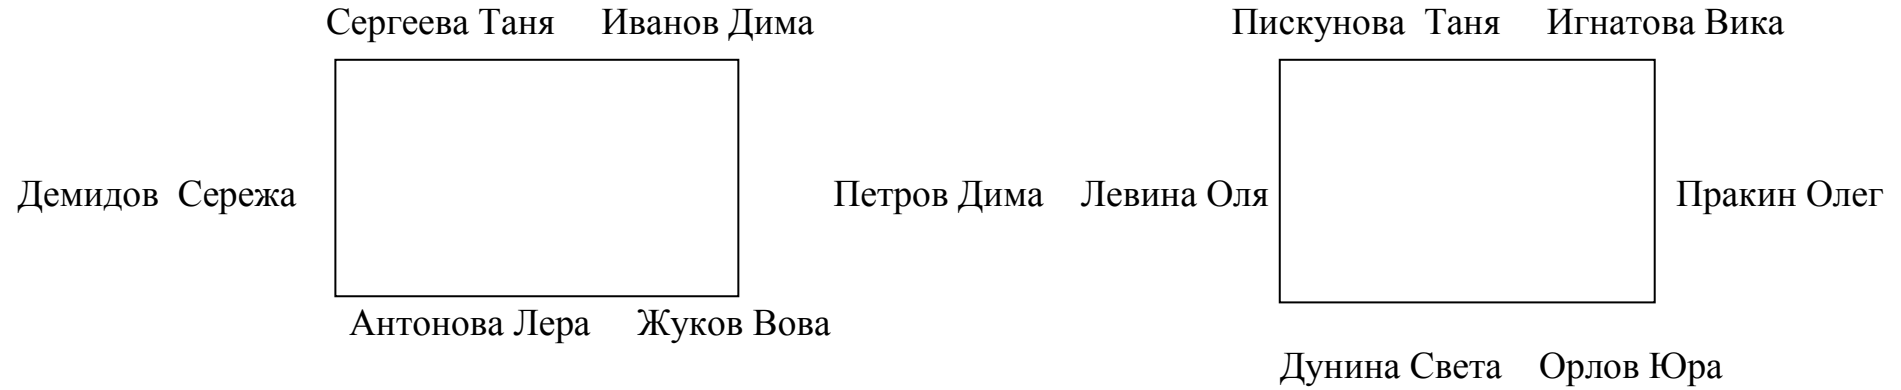 Сергеева Таня Иванов Дима Пискунова Таня Игнатова Вика
Демидов Сережа Петров Дима Левина Оля Пракин Олег
Антонова Лера Жуков Вова
Дунина Света Орлов Юра